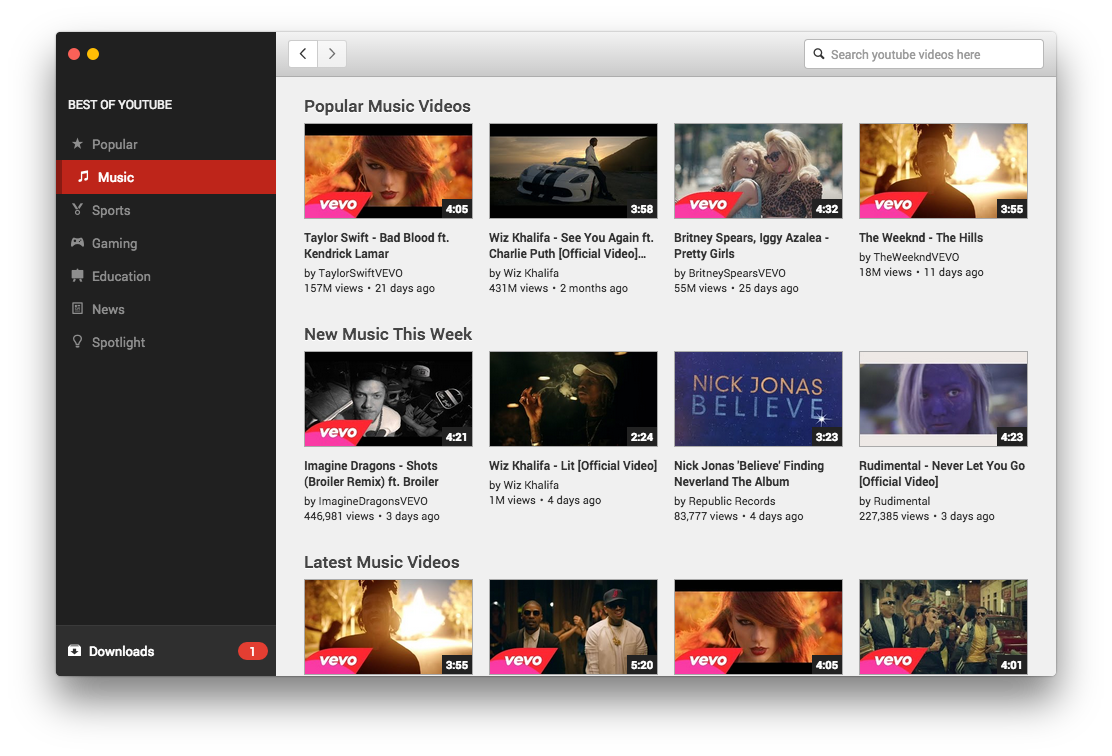 Search youtube videos here
BEST OF YOUTUBE
Popular
Music
Sports
Gaming
Education
News
Spotlight
Downloads
1
Popular Music Videos
vevo
4:05
3:58
vevo
4:32
vevo
3:55
Taylor Swift - Bad Blood ft.
Kendrick Lamar
by TaylorSwiftVEVO
157M views • 21 days ago
Wiz Khalifa - See You Again ft.
Charlie Puth [Official Video]...
by Wiz Khalifa
431M views • 2 months ago
Britney Spears, Iggy Azalea -
Pretty Girls
by BritneySpearsVEVO
55M views • 25 days ago
The Weeknd - The Hills
by TheWeekndVEVO
18M views • 11 days ago
New Music This Week
vevo
4:21
2:24
NICK JONAS
BELIEVE
3:23
4:23
Imagine Dragons - Shots
(Broiler Remix) ft. Broiler
by ImagineDragonsVEVO
446,981 views • 3 days ago
Wiz Khalifa - Lit [Official Video]
by Wiz Khalifa
1M views • 4 days ago
Nick Jonas 'Believe' Finding
Neverland The Album
by Republic Records
83,777 views • 4 days ago
Rudimental - Never Let You Go
[Official Video]
by Rudimental
227,385 views • 3 days ago
Latest Music Videos
vevo
3:55
vevo
5:20
vevo
4:05
vevo
4:01